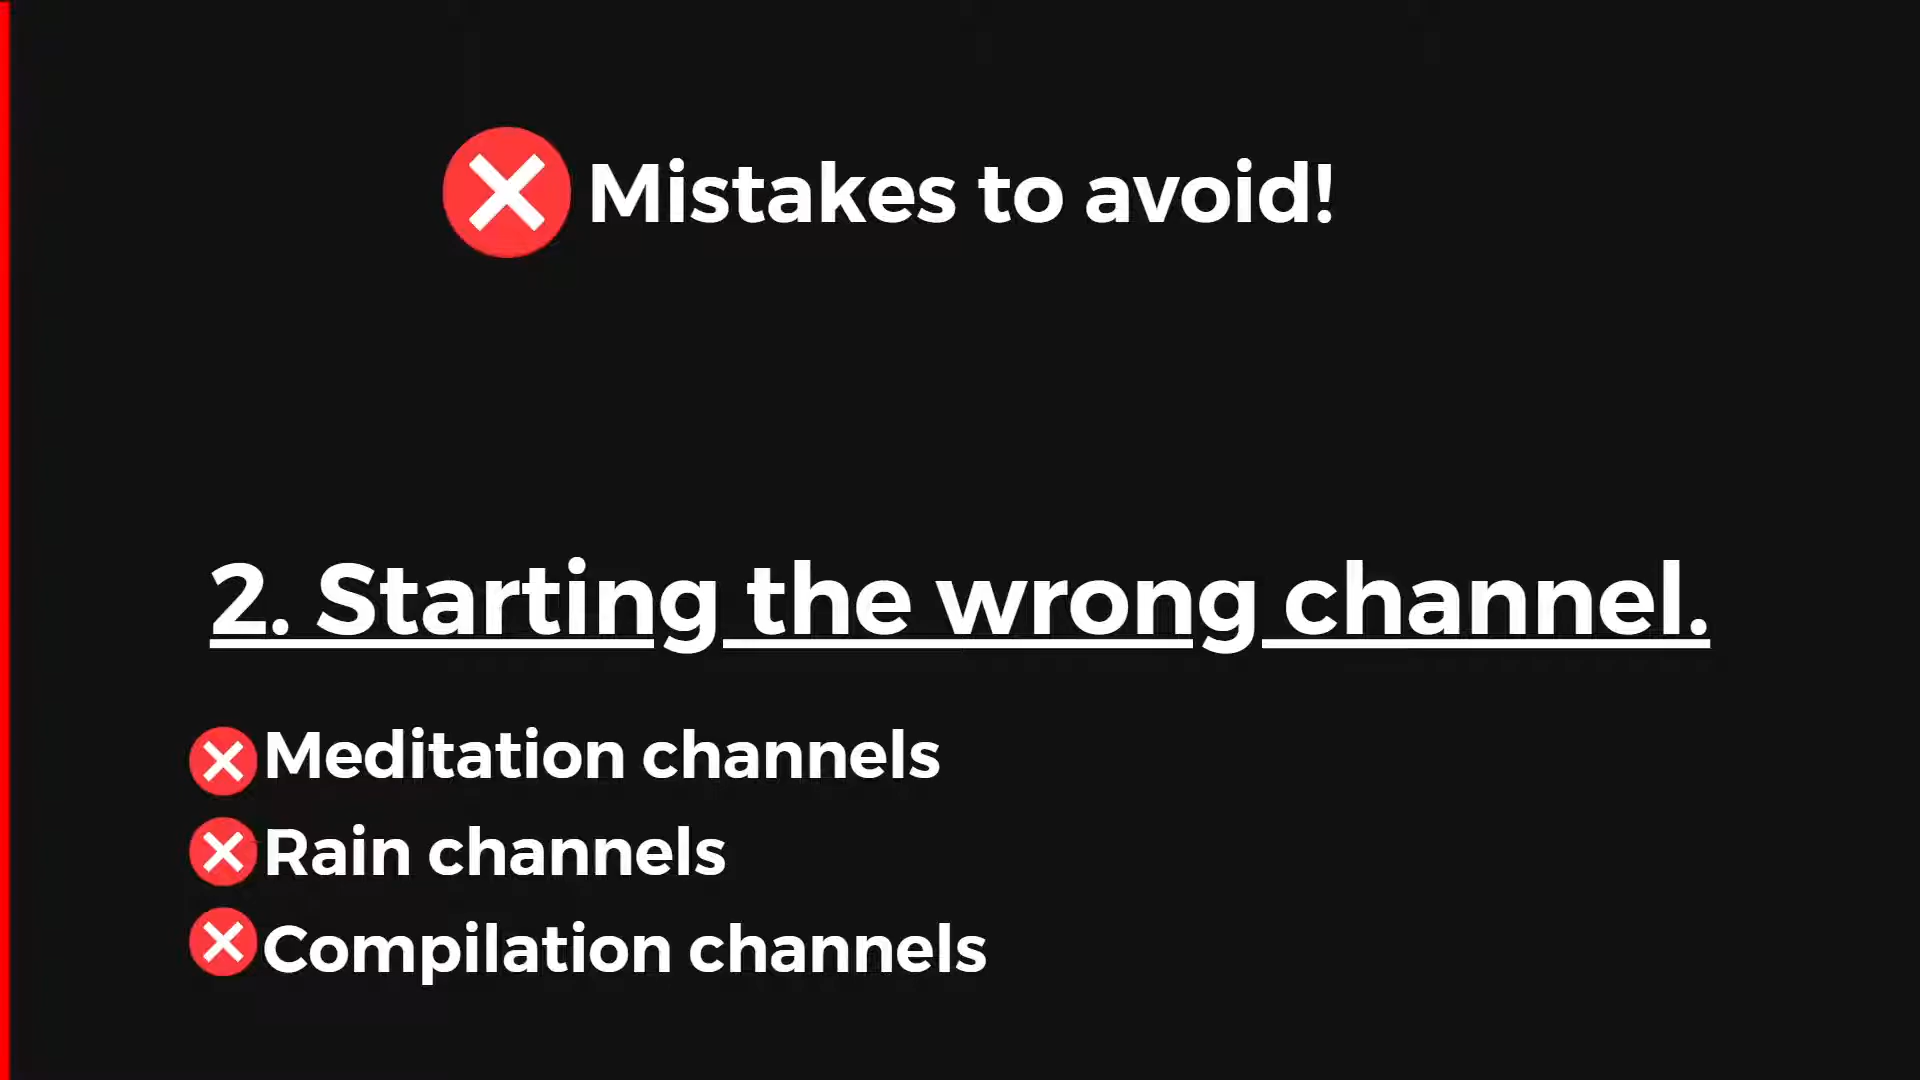 Mistakes to avoid!
2. Starting the wrong channel.
Meditation channels
Rain channels
Compilation channels